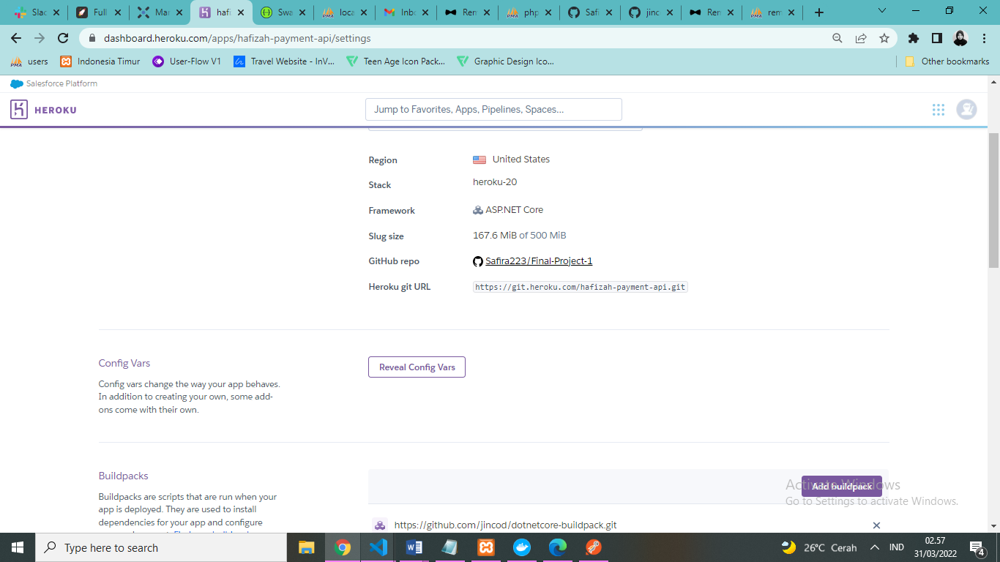 Slac
Full
Mar
hafi
Swa
loca
Inbo
Rem
php
Safi
jinc
Ren
rem
dashboard.heroku.com/apps/hafizah-payment-api/settings
users
Indonesia Timur
User-Flow V1
Travel Website - InV...
Teen Age Icon Pack...
Graphic Design Ico...
Other bookmarks
Salesforce Platform
HEROKU
Jump to Favorites, Apps, Pipelines, Spaces...
Region United States
Stack heroku-20
Framework ASP.NET Core
Slug size 167.6 MiB of 500 MiB
GitHub repo Safira223/Final-Project-1
Heroku git URL https://git.heroku.com/hafizah-payment-api.git
Config Vars
Reveal Config Vars
Config vars change the way your app behaves.
In addition to creating your own, some add-
ons come with their own.
Buildpacks
Add buildpack
Buildpacks are scripts that are run when your
app is deployed. They are used to install
dependencies for your app and configure
https://github.com/jincod/dotnetcore-buildpack.git
Activate Windows
Go to Settings to activate Windows.
Type here to search
26°C Cerah
IND
02.57
31/03/2022
4